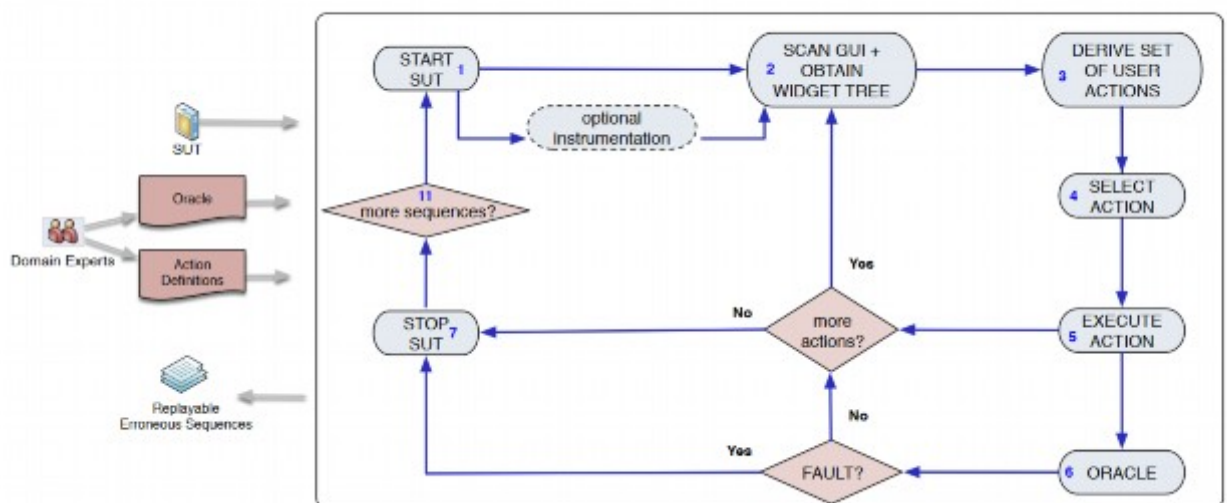 START
SUT 1
SCAN GUI +
2 OBTAIN
WIDGET TREE
DERIVE SET
3 OF USER
ACTIONS
optional
instrumentation
SUT
Oracle
Domain Experts
Action
Definitions
11
more sequences?
4 SELECT
ACTION
Yes
No
STOP
SUT 7
more
actions?
5 EXECUTE
ACTION
Replayable
Erroneous Sequences
No
Yes
FAULT?
6 ORACLE